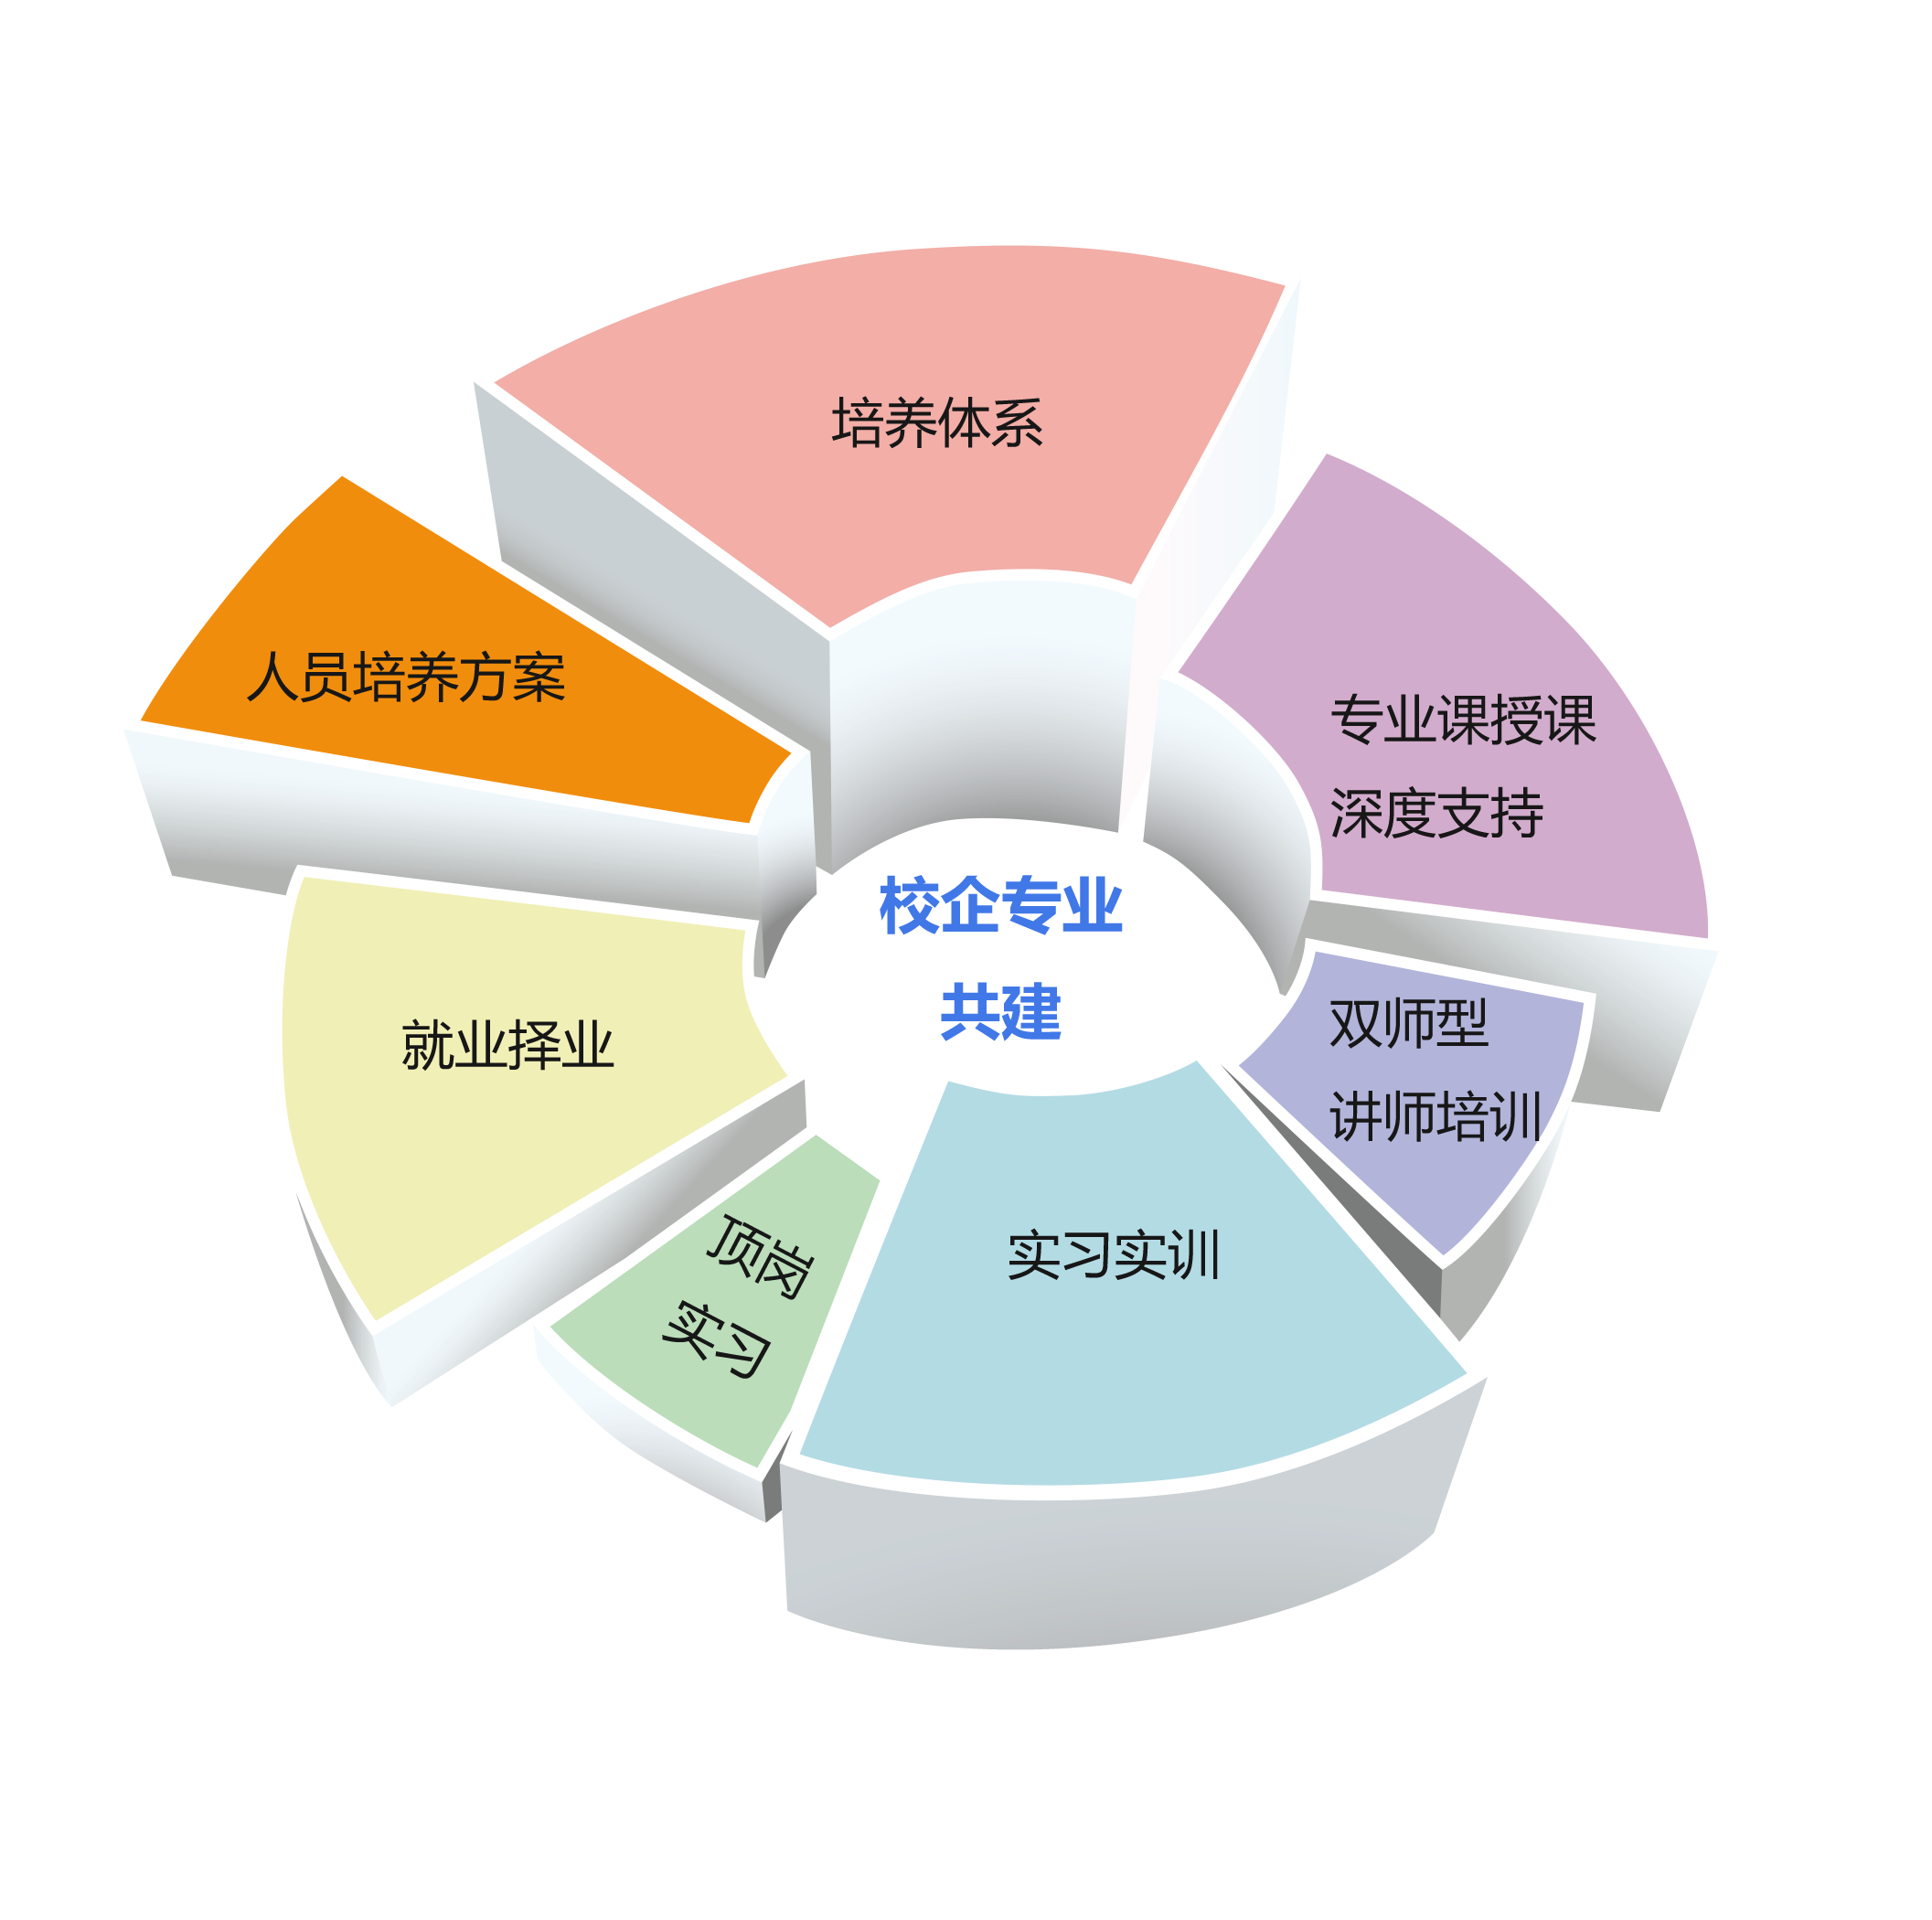 培养体系
人员培养方案
专业课授课
深度支持
校企专业
共建
双师型
讲师培训
就业择业
顶岗
实习
实习实训